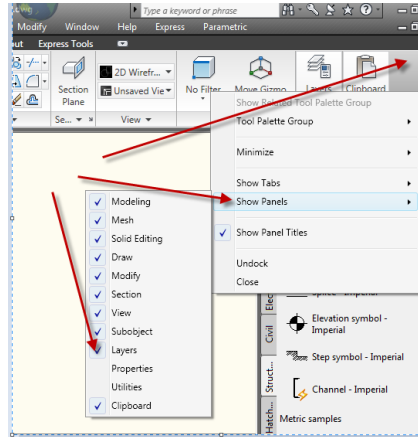 Type a keyword or phrase
Modify Window Help Express Parametric
out Express Tools
Section Plane
2D Wirefr...
Unsaved Vie
No Filter
Move Gizmo
Layers
Clipboard
Se...
View
Show Related Tool Palette Group
Tool Palette Group
Minimize
Show Tabs
Show Panels
Show Panel Titles
Undock
Close
Modeling
Mesh
Solid Editing
Draw
Modify
Section
View
Subobject
Layers
Properties
Utilities
Clipboard
Elec
Civil
Struct...
Hatch...
Elevation symbol -
Imperial
Step symbol - Imperial
Channel - Imperial
Metric samples